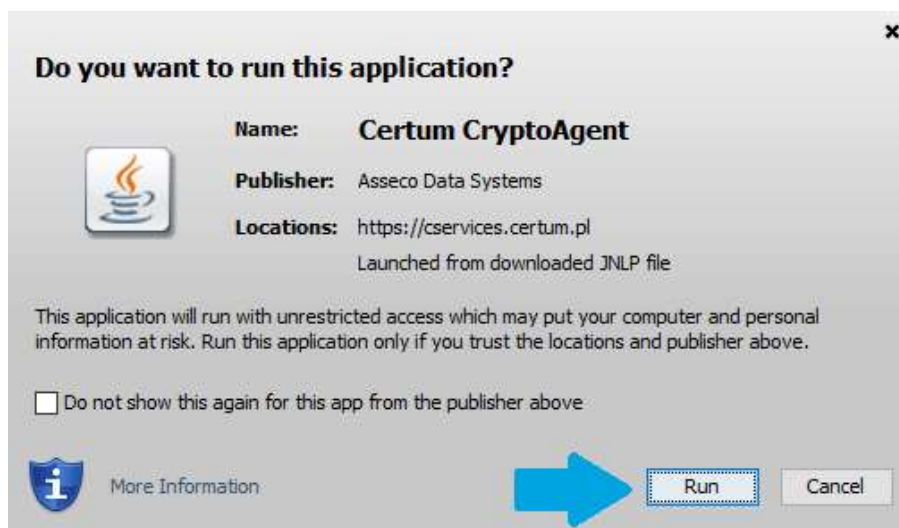 Do you want to run this application?
Name: Certum CryptoAgent
Publisher: Asseco Data Systems
Locations: https://cservices.certum.pl
Launched from downloaded JNLP file
This application will run with unrestricted access which may put your computer and personal
information at risk. Run this application only if you trust the locations and publisher above.
Do not show this again for this app from the publisher above
More Information
Run
Cancel